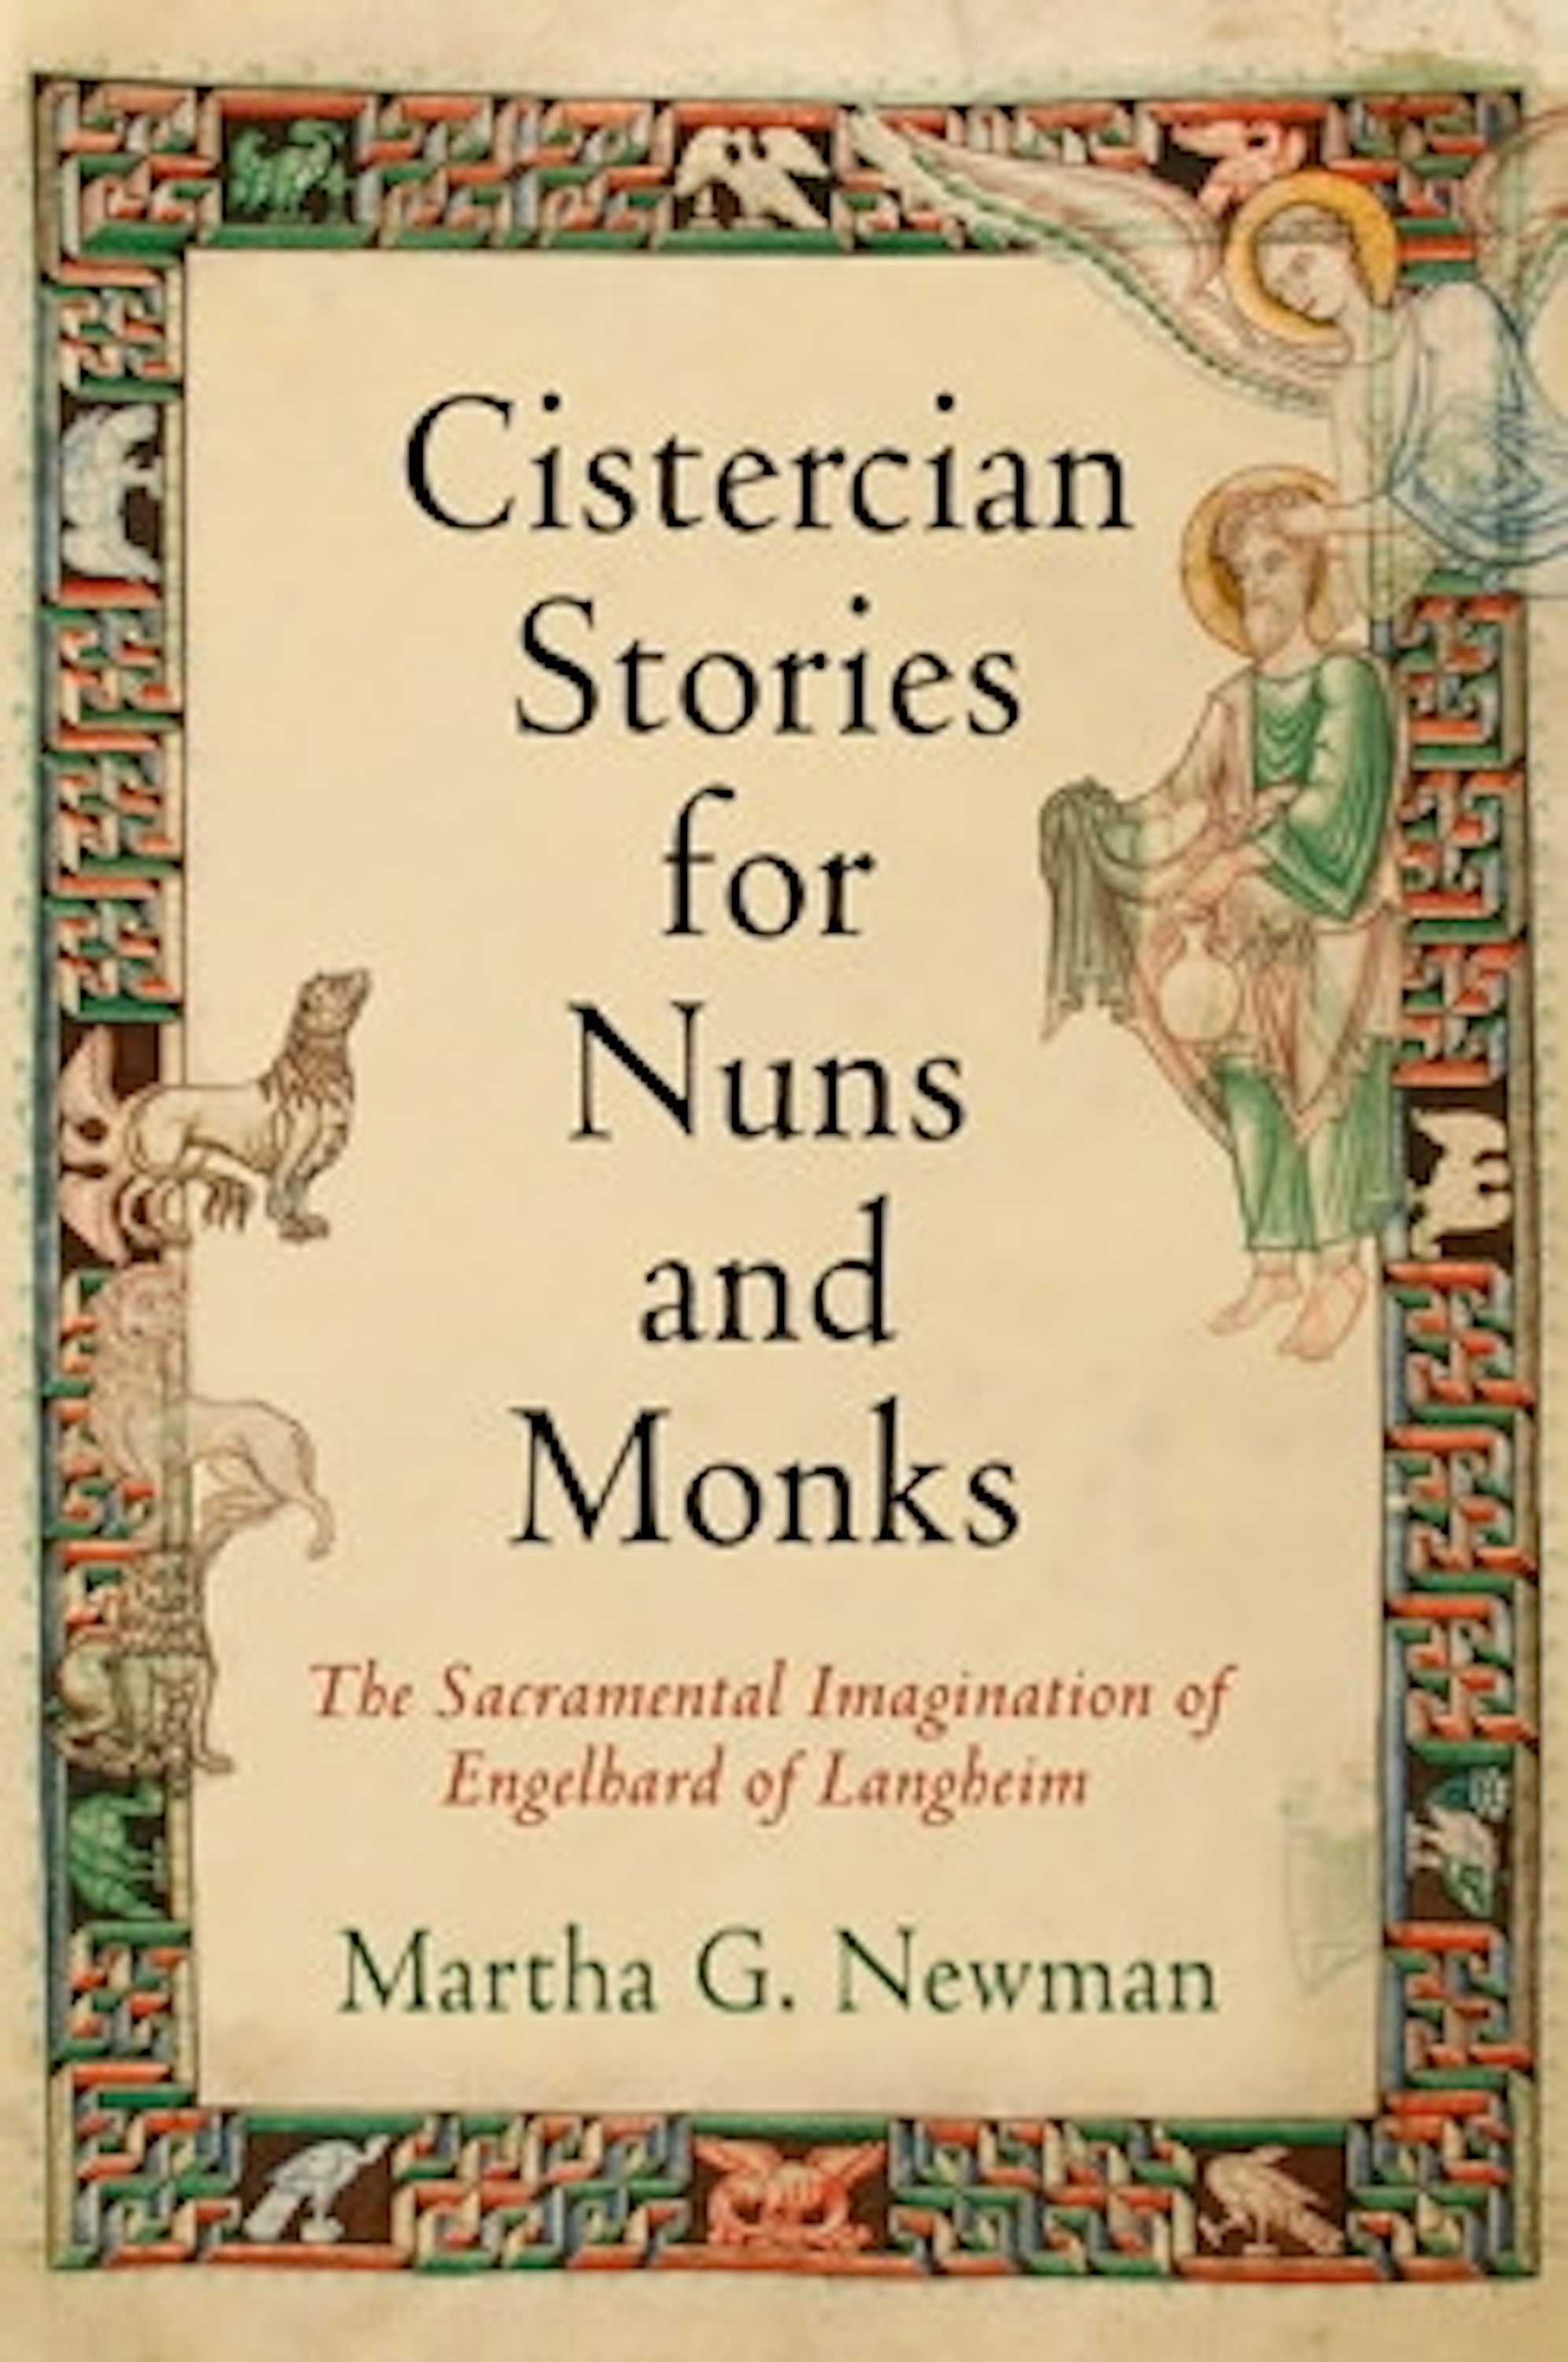 Cistercian
Stories
for
Nuns
and
Monks
The Sacramental Imagination of
Engelhard of Langheim
Martha G. Newman